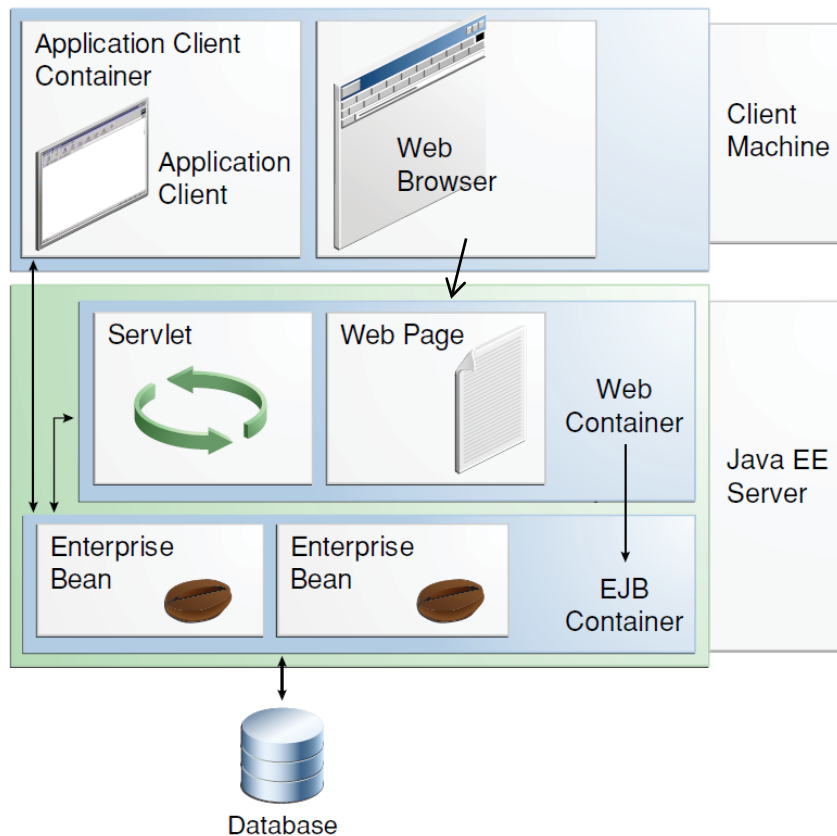 Application Client
Container
Application
Client
Web
Browser
Client
Machine
Servlet
Web Page
Web
Container
Java EE
Server
Enterprise
Bean
Enterprise
Bean
EJB
Container
Database